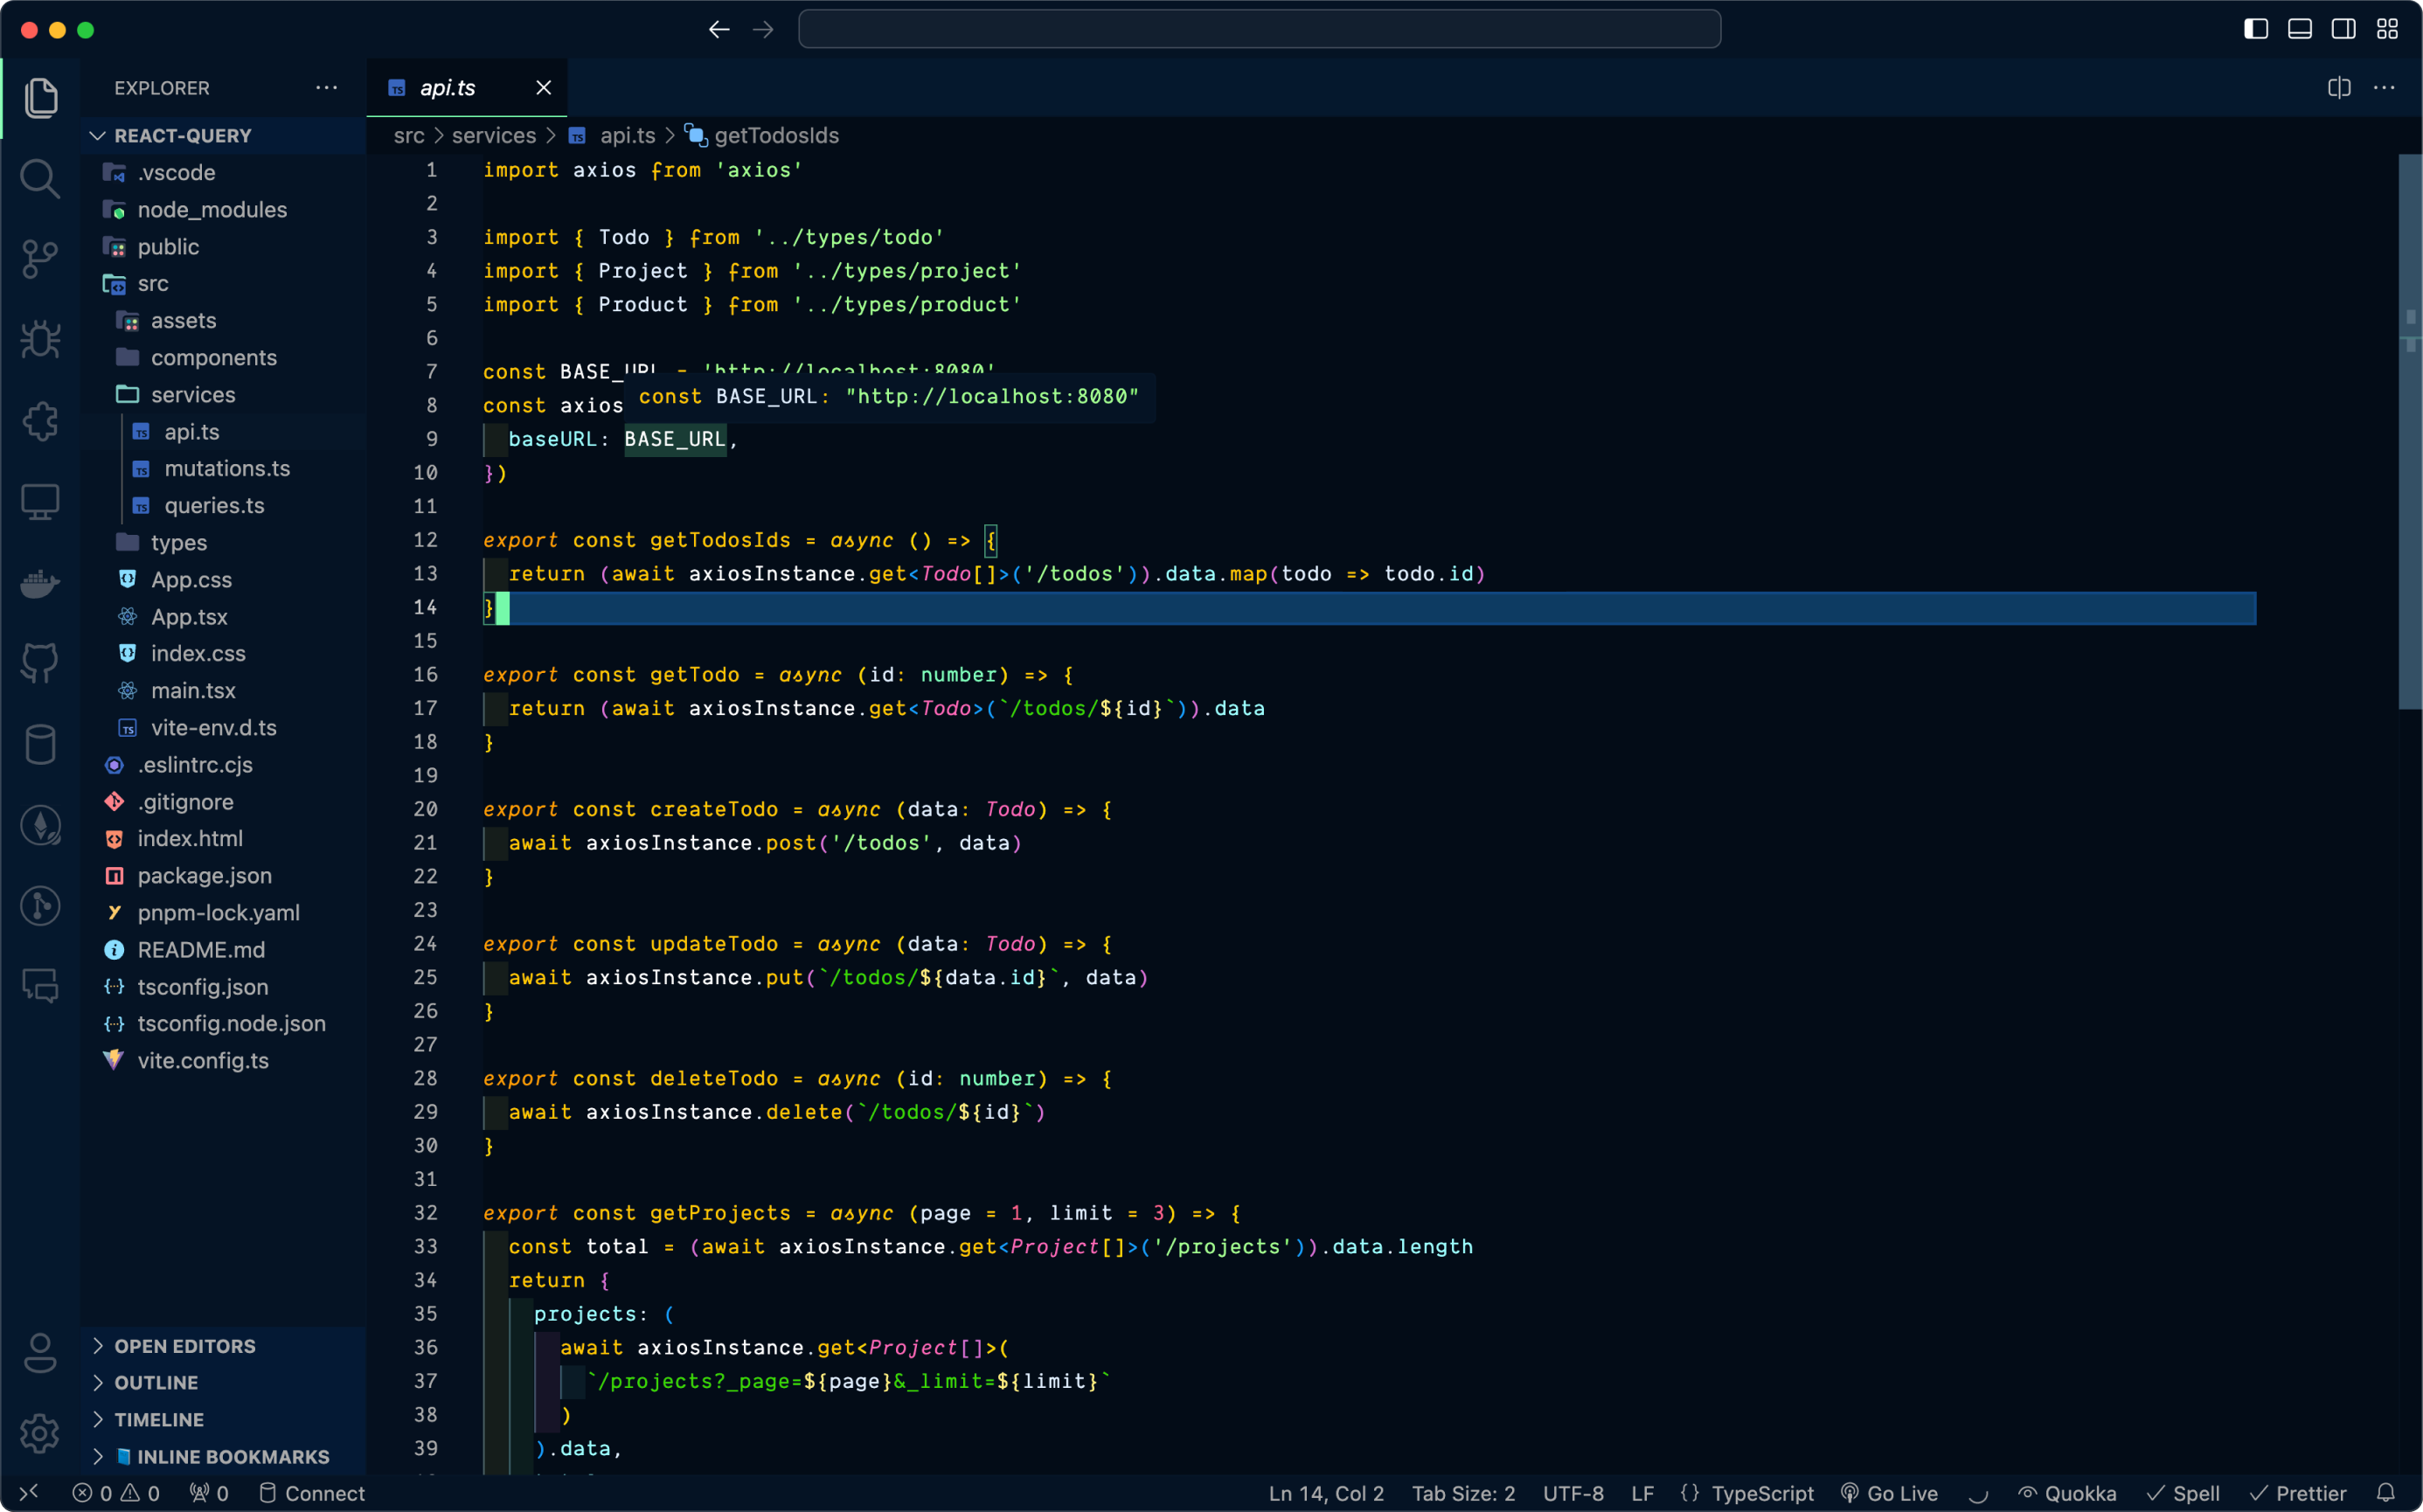 EXPLORER
REACT-QUERY
.vscode
node_modules
public
src
assets
components
services
api.ts
mutations.ts
queries.ts
types
App.css
App.tsx
index.css
main.tsx
vite-env.d.ts
.eslintrc.cjs
.gitignore
index.html
package.json
pnpm-lock.yaml
README.md
tsconfig.json
tsconfig.node.json
vite.config.ts
OPEN EDITORS
OUTLINE
TIMELINE
INLINE BOOKMARKS
api.ts
src > services > api.ts > getTodosIds
1 import axios from 'axios'
2
3 import { Todo } from '../types/todo'
4 import { Project } from '../types/project'
5 import { Product } from '../types/product'
6
7 const BASE_URL = 'http://localhost:8080'
const BASE_URL: "http://localhost:8080"
8 const axios
9 baseURL: BASE_URL,
10 })
11
12 export const getTodosIds = async () => {
13 return (await axiosInstance.get<Todo[]>('/todos')).data.map(todo => todo.id)
14 }
15
16 export const getTodo = async (id: number) => {
17 return (await axiosInstance.get<Todo>(`/todos/${id}`)).data
18 }
19
20 export const createTodo = async (data: Todo) => {
21 await axiosInstance.post('/todos', data)
22 }
23
24 export const updateTodo = async (data: Todo) => {
25 await axiosInstance.put(`/todos/${data.id}`, data)
26 }
27
28 export const deleteTodo = async (id: number) => {
29 await axiosInstance.delete(`/todos/${id}`)
30 }
31
32 export const getProjects = async (page = 1, limit = 3) => {
33 const total = (await axiosInstance.get<Project[]>('/projects')).data.length
34 return {
35 projects: (
36 await axiosInstance.get<Project[]>(
37 `/projects?_page=${page}&_limit=${limit}`
38 )
39 ).data,
0 0 0 Connect Ln 14, Col 2 Tab Size: 2 UTF-8 LF {} TypeScript Go Live Quokka Spell Prettier